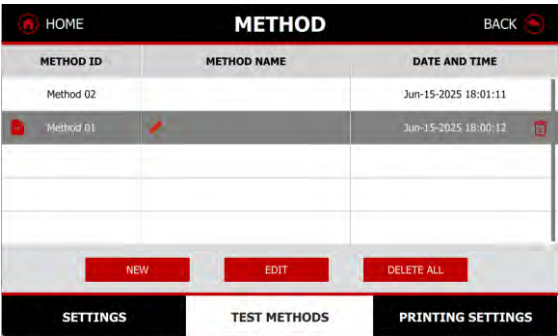 HOME METHOD BACK
METHOD ID METHOD NAME DATE AND TIME
Method 02 Jun-15-2025 18:01:11
Method 01 Jun-15-2025 18:00:12
NEW EDIT DELETE ALL
SETTINGS TEST METHODS PRINTING SETTINGS